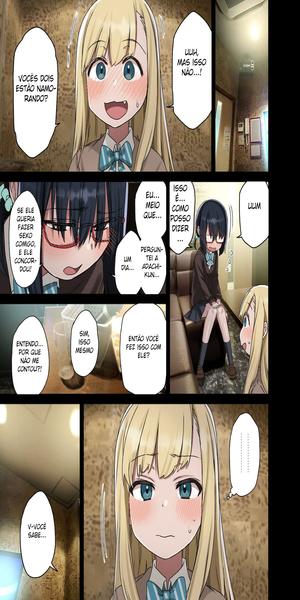 UUH,
MAS ISSO
NÃO...!
VOCÊS DOIS
ESTÃO NAMO-
RANDO?
UUM
ISSO
É...
COMO
POSSO
DIZER
...
EU...
MEIO
QUE...
PERGUN-
TEI A
ADACHI-
KUN...
UM
DIA...
SE ELE
QUERIA
FAZER
SEXO
COMIGO,
E ELE
CONCOR-
DOU!
ENTÃO VOCÊ
FEZ ISSO COM
ELE?
SIM,
ISSO
MESMO
ENTENDO...
POR QUE
NÃO ME
CONTOU?!
............
V-VOCÊ
SABE...